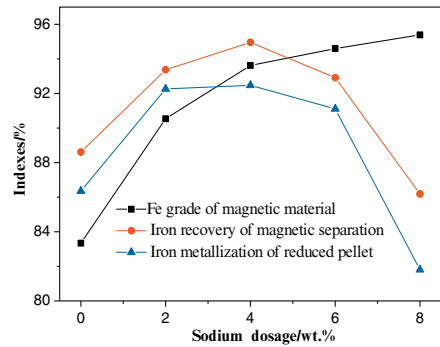 96
92
88
84
80
Indexes/%
Fe grade of magnetic material
Iron recovery of magnetic separation
Iron metallization of reduced pellet
0 2 4 6 8
Sodium dosage/wt.%